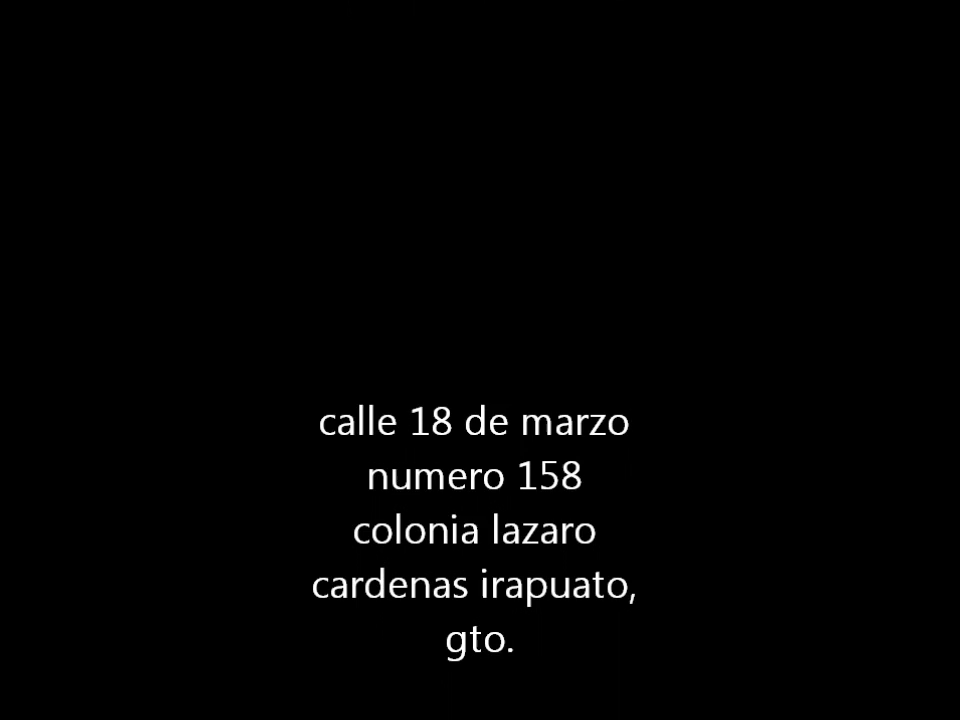 calle 18 de marzo
numero 158
colonia lazaro
cardenas irapuato,
gto.